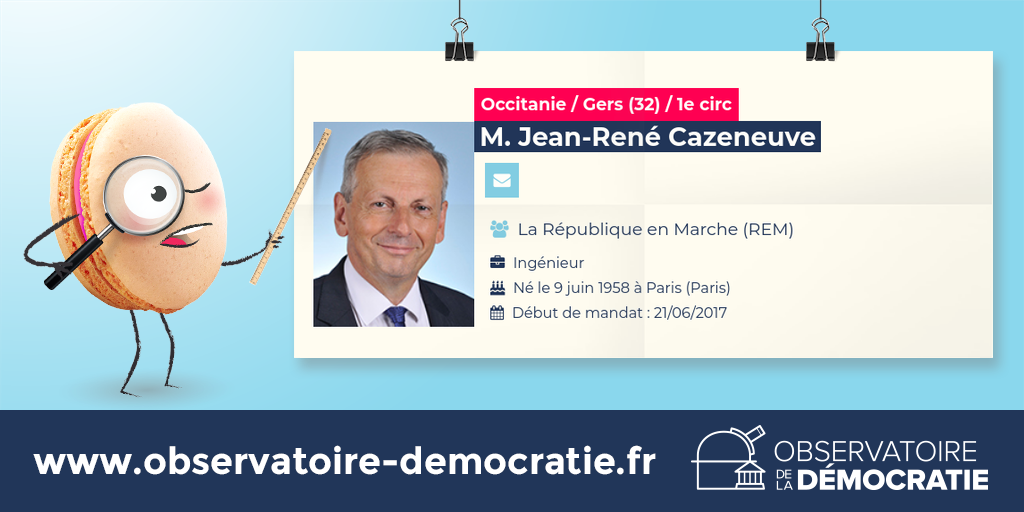 Occitanie / Gers (32) / 1e circ
M. Jean-René Cazeneuve
La République en Marche (REM)
Ingénieur
Né le 9 juin 1958 à Paris (Paris)
Début de mandat : 21/06/2017
www.observatoire-democratie.fr
OBSERVATOIRE
DE LA DÉMOCRATIE